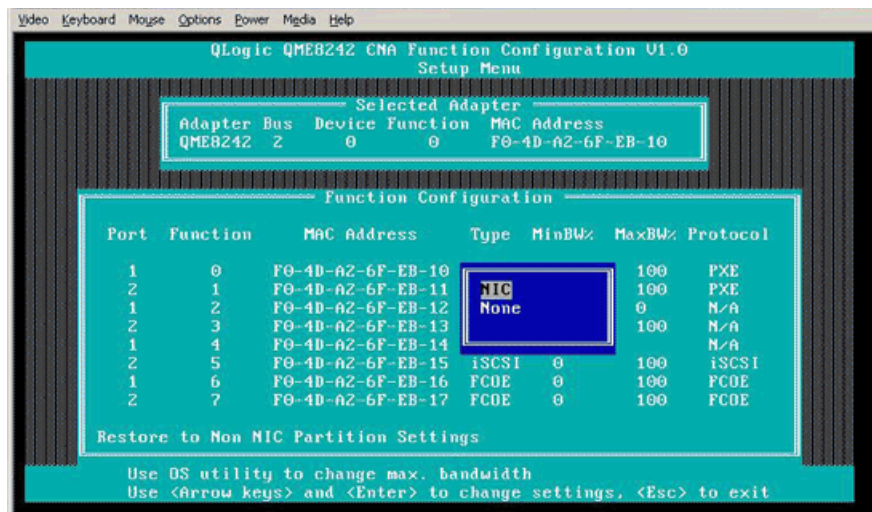 Video Keyboard Mouse Options Power Media Help
QLogic QME8242 CNA Function Configuration V1.0
Setup Menu
Selected Adapter
Adapter Bus Device Function MAC Address
QME8242 2 0 0 F0-4D-A2-6F-EB-10
Function Configuration
Port Function MAC Address Type MinBW% MaxBW% Protocol
1 0 F0-4D-A2-6F-EB-10 100 PXE
2 1 F0-4D-A2-6F-EB-11 NIC 100 PXE
1 2 F0-4D-A2-6F-EB-12 None 0 N/A
2 3 F0-4D-A2-6F-EB-13 100 N/A
1 4 F0-4D-A2-6F-EB-14 N/A
2 5 F0-4D-A2-6F-EB-15 iSCSI 0 100 iSCSI
1 6 F0-4D-A2-6F-EB-16 FCOE 0 100 FCOE
2 7 F0-4D-A2-6F-EB-17 FCOE 0 100 FCOE
Restore to Non NIC Partition Settings
Use OS utility to change max. bandwidth
Use <Arrow keys> and <Enter> to change settings, <Esc> to exit